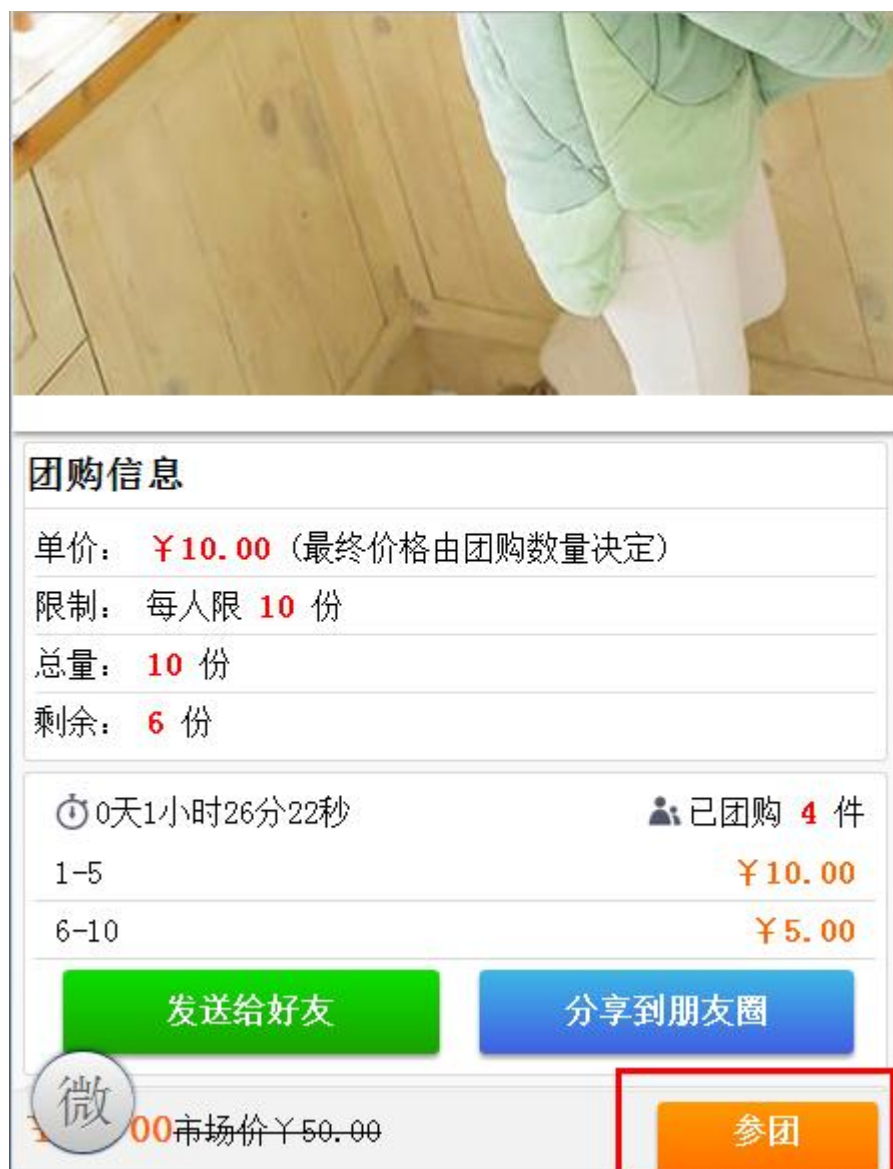 团购信息
单价： ￥10.00 (最终价格由团购数量决定)
限制： 每人限 10 份
总量： 10 份
剩余： 6 份
0天1小时26分22秒 已团购 4 件
1-5 ￥10.00
6-10 ￥5.00
发送给好友 分享到朋友圈
微 00市场价￥50.00 参团